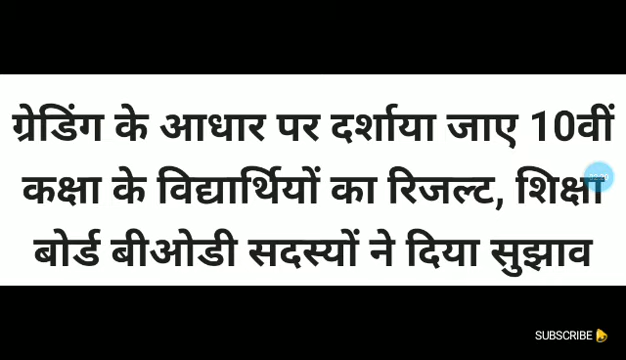 ग्रेडिंग के आधार पर दर्शाया जाए 10वीं
कक्षा के विद्यार्थियों का रिजल्ट, शिक्षा
बोर्ड बीओडी सदस्यों ने दिया सुझाव
SUBSCRIBE